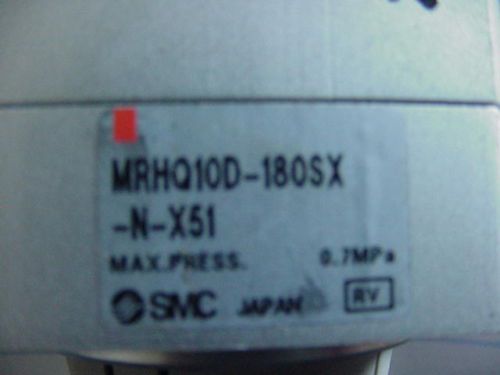 MRHQ10D-180SX
-N-X51
MAX.PRESS. 0.7MPa
SMC JAPAN RV